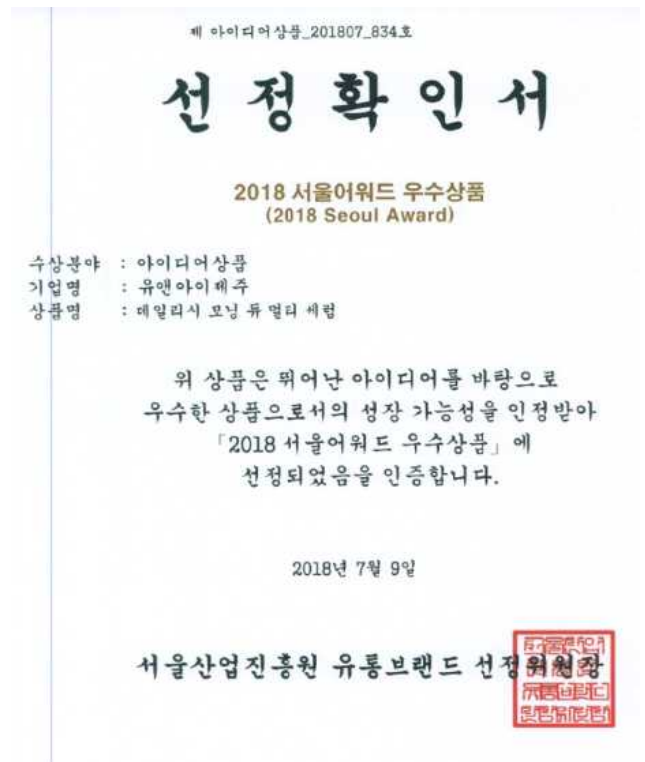 제 아이디어상품_201807_834호
선정확인서
2018 서울어워드 우수상품
(2018 Seoul Award)
수상분야 : 아이디어상품
기업명 : 유앤아이제주
상품명 : 데일리시 모닝 듀 멀티 세럼
위 상품은 뛰어난 아이디어를 바탕으로
우수한 상품으로서의 성장 가능성을 인정받아
「2018 서울어워드 우수상품」에
선정되었음을 인증합니다.
2018년 7월 9일
서울산업진흥원 유통브랜드 선정위원장